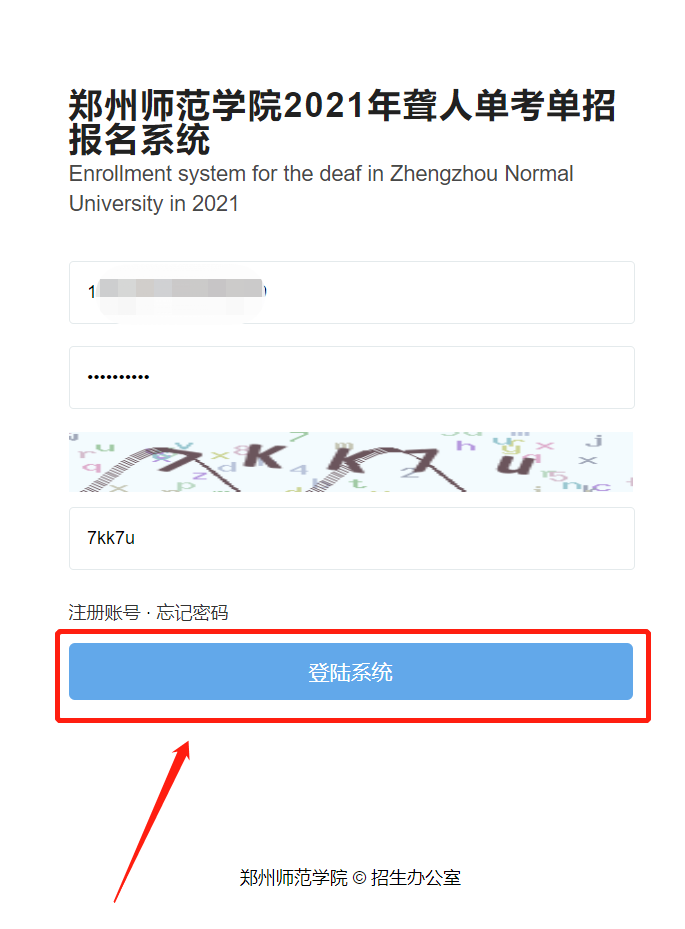 郑州师范学院2021年聋人单考单招
报名系统
Enrollment system for the deaf in Zhengzhou Normal
University in 2021
1
••••••••••
7KK7u
7kk7u
注册账号 · 忘记密码
登陆系统
郑州师范学院 © 招生办公室